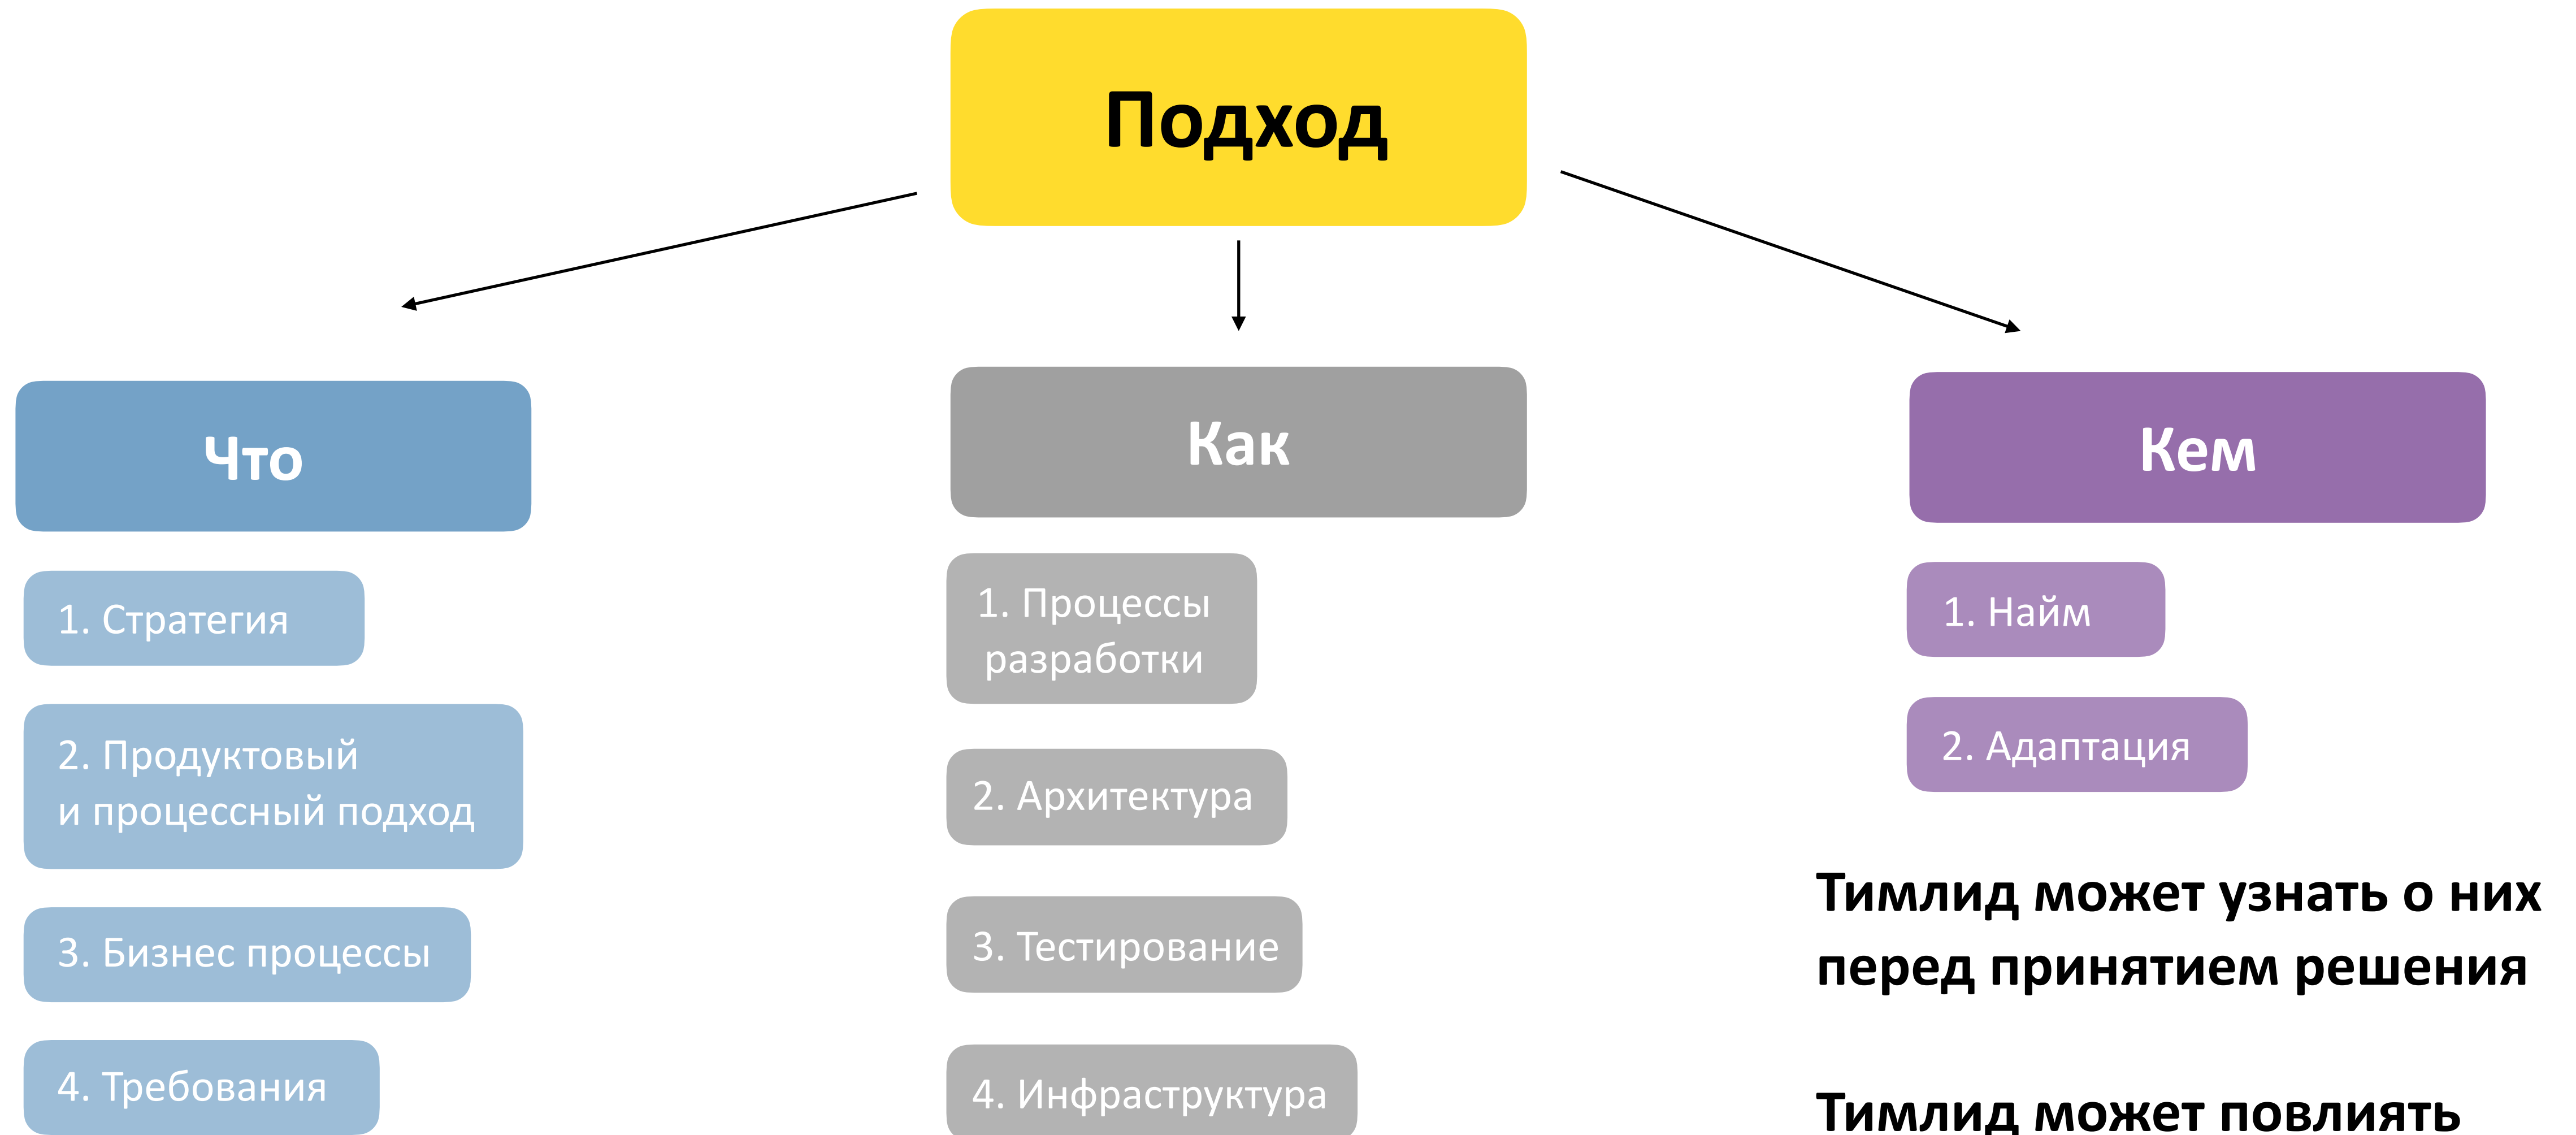 Подход
Что
1. Стратегия
2. Продуктовый
и процессный подход
3. Бизнес процессы
4. Требования
Как
1. Процессы
разработки
2. Архитектура
3. Тестирование
4. Инфраструктура
Кем
1. Найм
2. Адаптация
Тимлид может узнать о них
перед принятием решения
Тимлид может повлиять